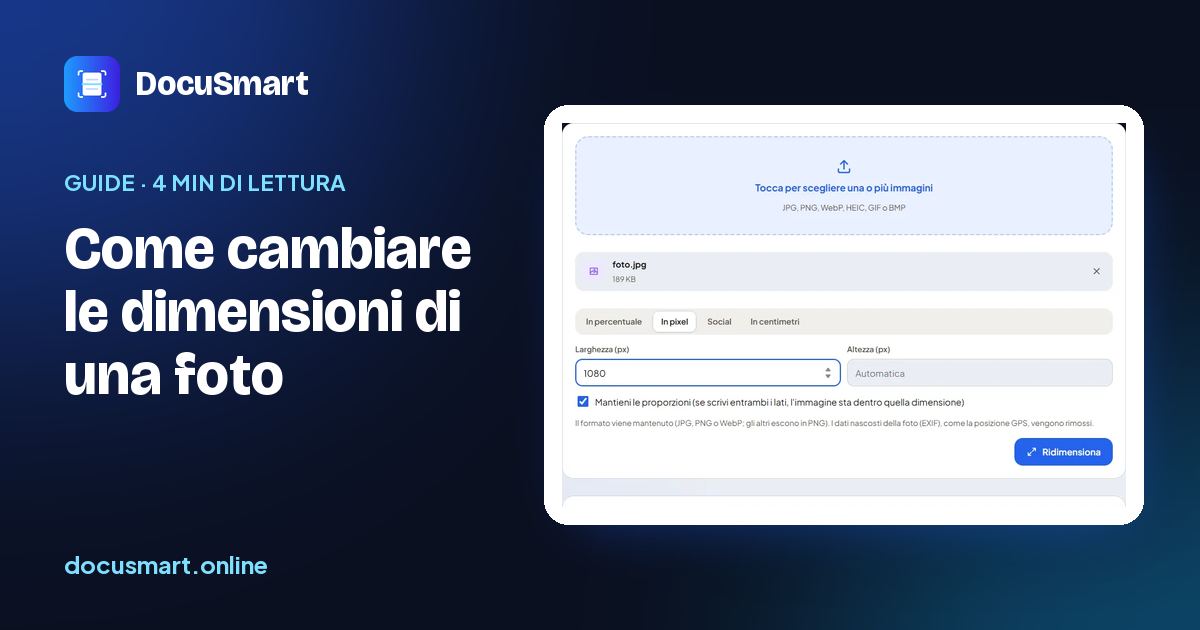 DocuSmart
GUIDE · 4 MIN DI LETTURA
Come cambiare
le dimensioni di
una foto
docusmart.online
Tocca per scegliere una o più immagini
JPG, PNG, WebP, HEIC, GIF o BMP
foto.jpg
189 KB
In percentuale In pixel Social In centimetri
Larghezza (px) Altezza (px)
1080 Automatica
Mantieni le proporzioni (se scrivi entrambi i lati, l'immagine sta dentro quella dimensione)
Il formato viene mantenuto (JPG, PNG o WebP; gli altri escono in PNG). I dati nascosti della foto (EXIF), come la posizione GPS, vengono rimossi.
Ridimensiona